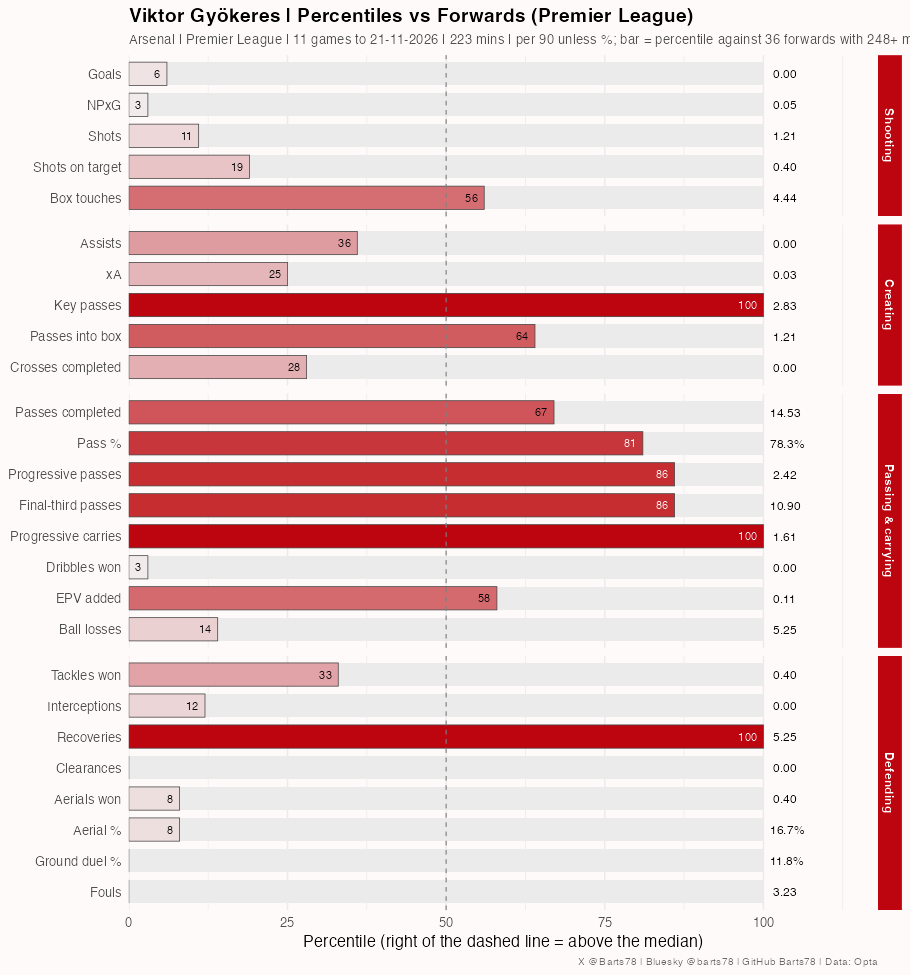 Viktor Gyökeres | Percentiles vs Forwards (Premier League)
Arsenal | Premier League | 11 games to 21-11-2026 | 223 mins | per 90 unless %; bar = percentile against 36 forwards with 248+ m
Goals 6 0.00
NPxG 3 0.05
Shots 11 1.21
Shots on target 19 0.40
Box touches 56 4.44
Shooting
Assists 36 0.00
xA 25 0.03
Key passes 100 2.83
Passes into box 64 1.21
Crosses completed 28 0.00
Creating
Passes completed 67 14.53
Pass % 81 78.3%
Progressive passes 86 2.42
Final-third passes 86 10.90
Progressive carries 100 1.61
Dribbles won 3 0.00
EPV added 58 0.11
Ball losses 14 5.25
Passing & carrying
Tackles won 33 0.40
Interceptions 12 0.00
Recoveries 100 5.25
Clearances 0.00
Aerials won 8 0.40
Aerial % 8 16.7%
Ground duel % 11.8%
Fouls 3.23
Defending
0 25 50 75 100
Percentile (right of the dashed line = above the median)
X @Barts78 | Bluesky @barts78 | GitHub Barts78 | Data: Opta